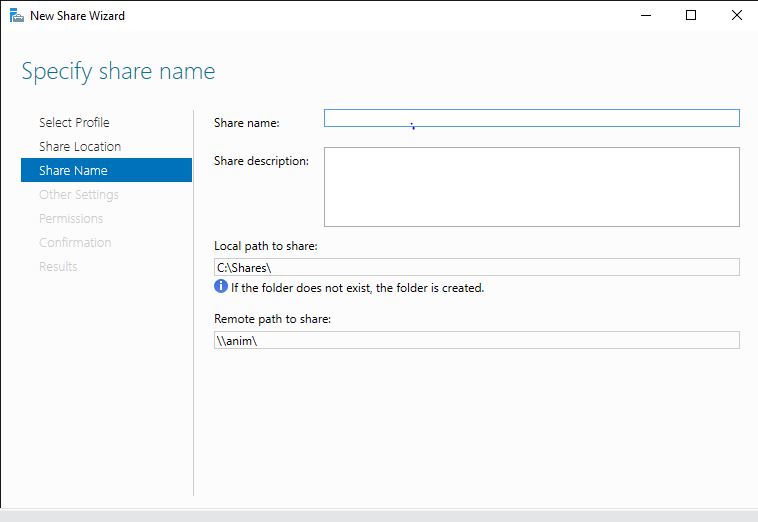 New Share Wizard
Specify share name
Select Profile
Share Location
Share Name
Other Settings
Permissions
Confirmation
Results
Share name:
Share description:
Local path to share:
C:\Shares\
If the folder does not exist, the folder is created.
Remote path to share:
\\anim\